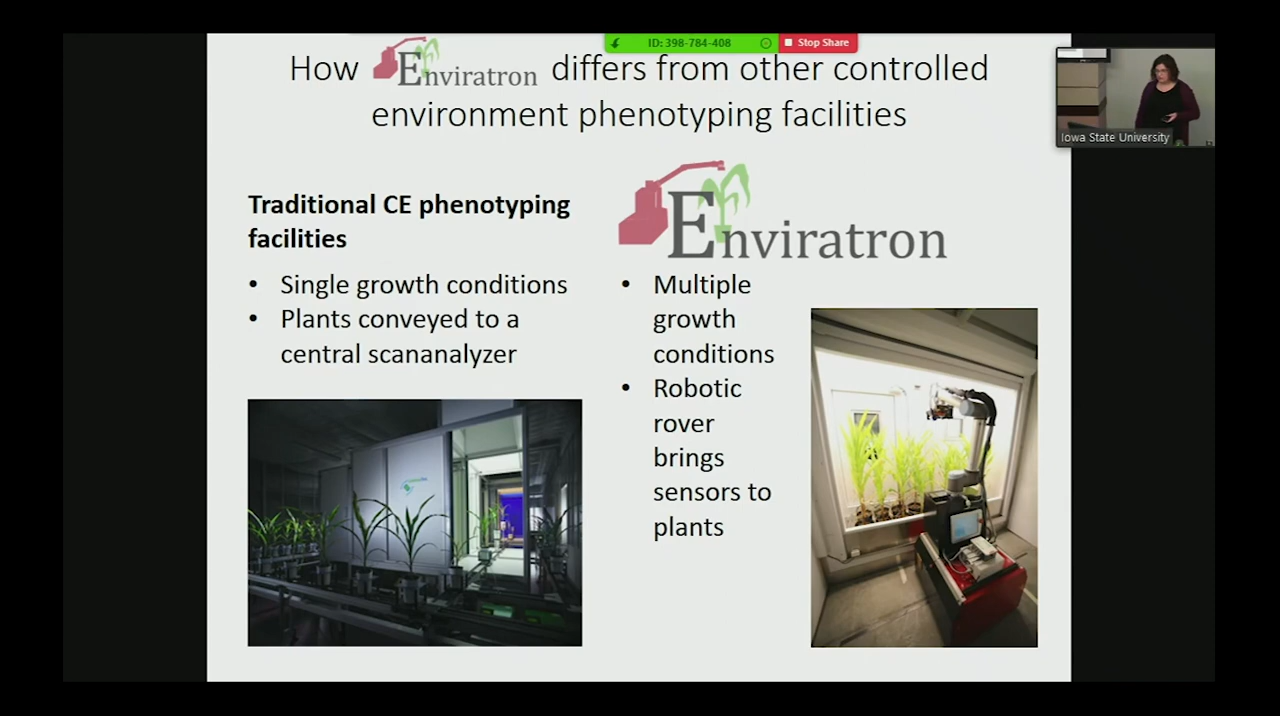 ID: 398-784-408
Stop Share
How Enviratron differs from other controlled
environment phenotyping facilities
Iowa State University
Traditional CE phenotyping
facilities
• Single growth conditions
• Plants conveyed to a
central scananalyzer
Enviratron
• Multiple
growth
conditions
• Robotic
rover
brings
sensors to
plants